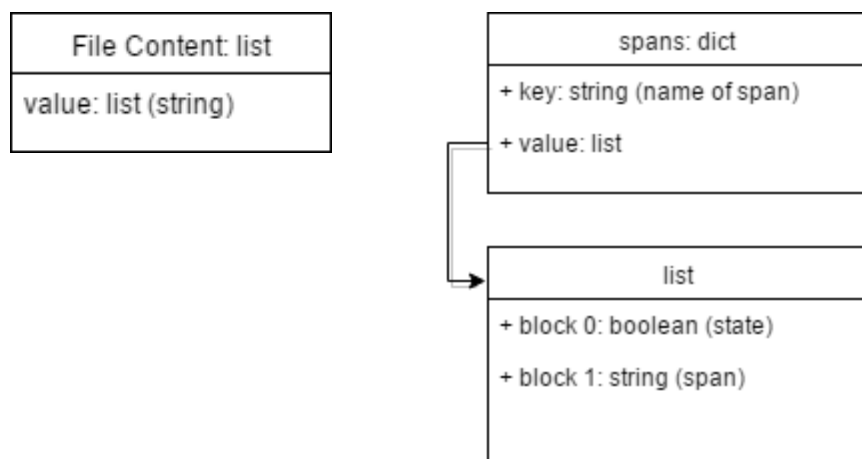 File Content: list
value: list (string)
spans: dict
+ key: string (name of span)
+ value: list
list
+ block 0: boolean (state)
+ block 1: string (span)